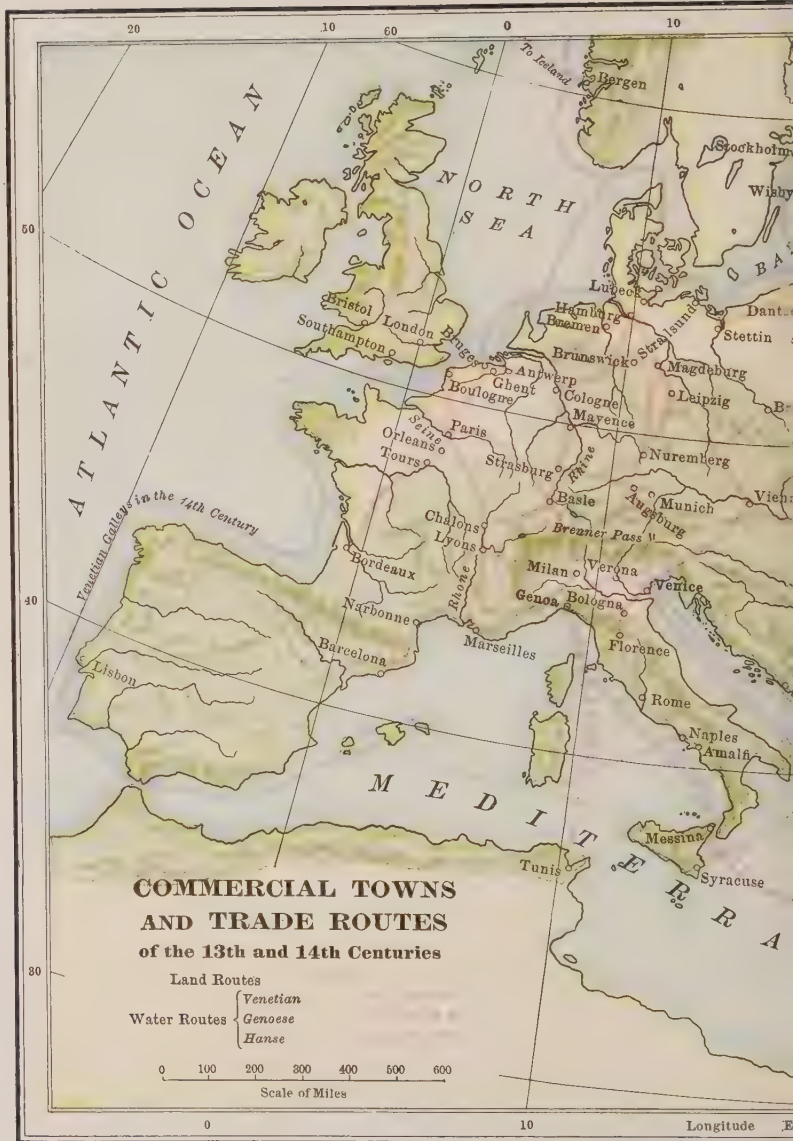 20
10
60
0
10
To Iceland
Bergen
Stockholm
Wisby
NORTH
SEA
ATLANTIC OCEAN
50
Lubeck
Hamburg
Bremen
Stralsund
Stettin
Bristol
London
Southampton
Bruges
Antwerp
Ghent
Boulogne
Brunswick
Magdeburg
Leipzig
Cologne
Mayence
Seine
Paris
Orleans
Tours
Strasburg
Rhine
Nuremberg
Basle
Augsburg
Munich
Venetian Galleys in the 14th Century
Chalons
Lyons
Brenner Pass
Bordeaux
Rhone
Milan
Verona
Venice
40
Genoa
Bologna
Narbonne
Marseilles
Florence
Barcelona
Lisbon
Rome
Naples
Amalfi
MEDITERRA
Messina
Tunis
Syracuse
COMMERCIAL TOWNS
AND TRADE ROUTES
of the 13th and 14th Centuries
Land Routes
Water Routes
Venetian
Genoese
Hanse
30
0 100 200 300 400 500 600
Scale of Miles
0
10
Longitude E